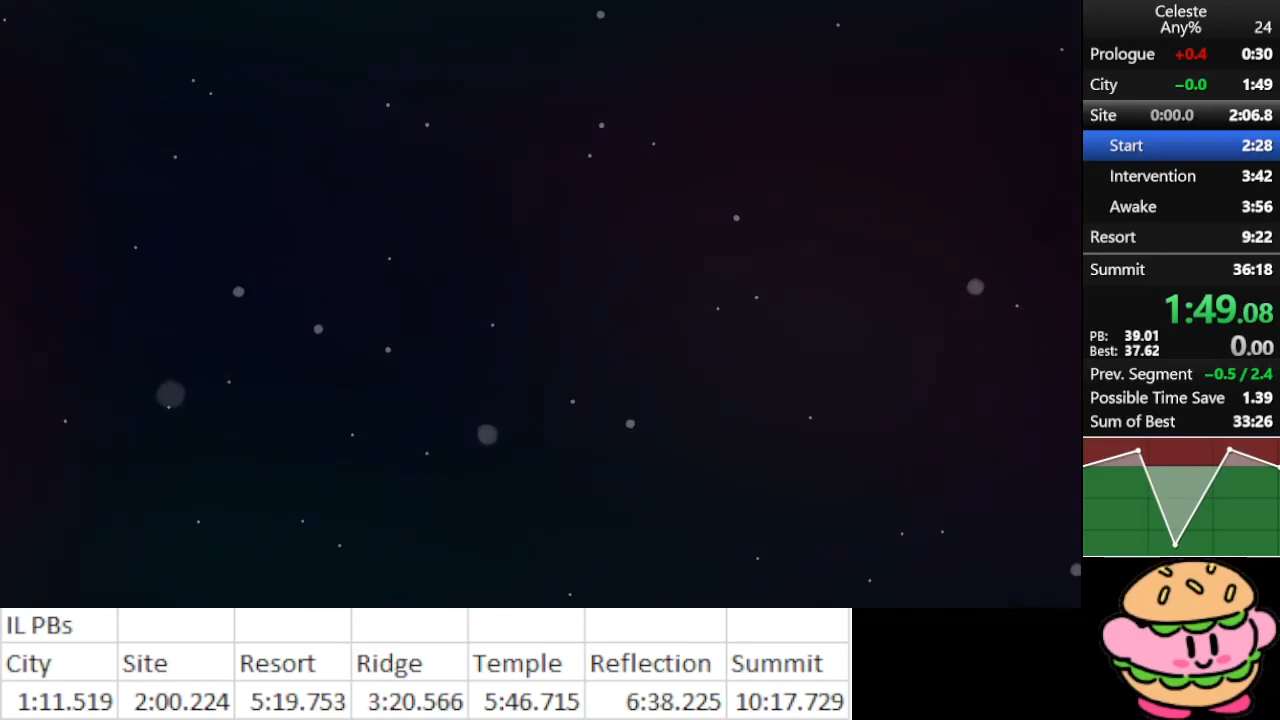 Celeste
Any% 24
Prologue +0.4 0:30
City −0.0 1:49
Site 0:00.0 2:06.8
Start 2:28
Intervention 3:42
Awake 3:56
Resort 9:22
Summit 36:18
1:49.08
PB: 39.01
Best: 37.62 0.00
Prev. Segment −0.5 / 2.4
Possible Time Save 1.39
Sum of Best 33:26
IL PBs
City Site Resort Ridge Temple Reflection Summit
1:11.519 2:00.224 5:19.753 3:20.566 5:46.715 6:38.225 10:17.729